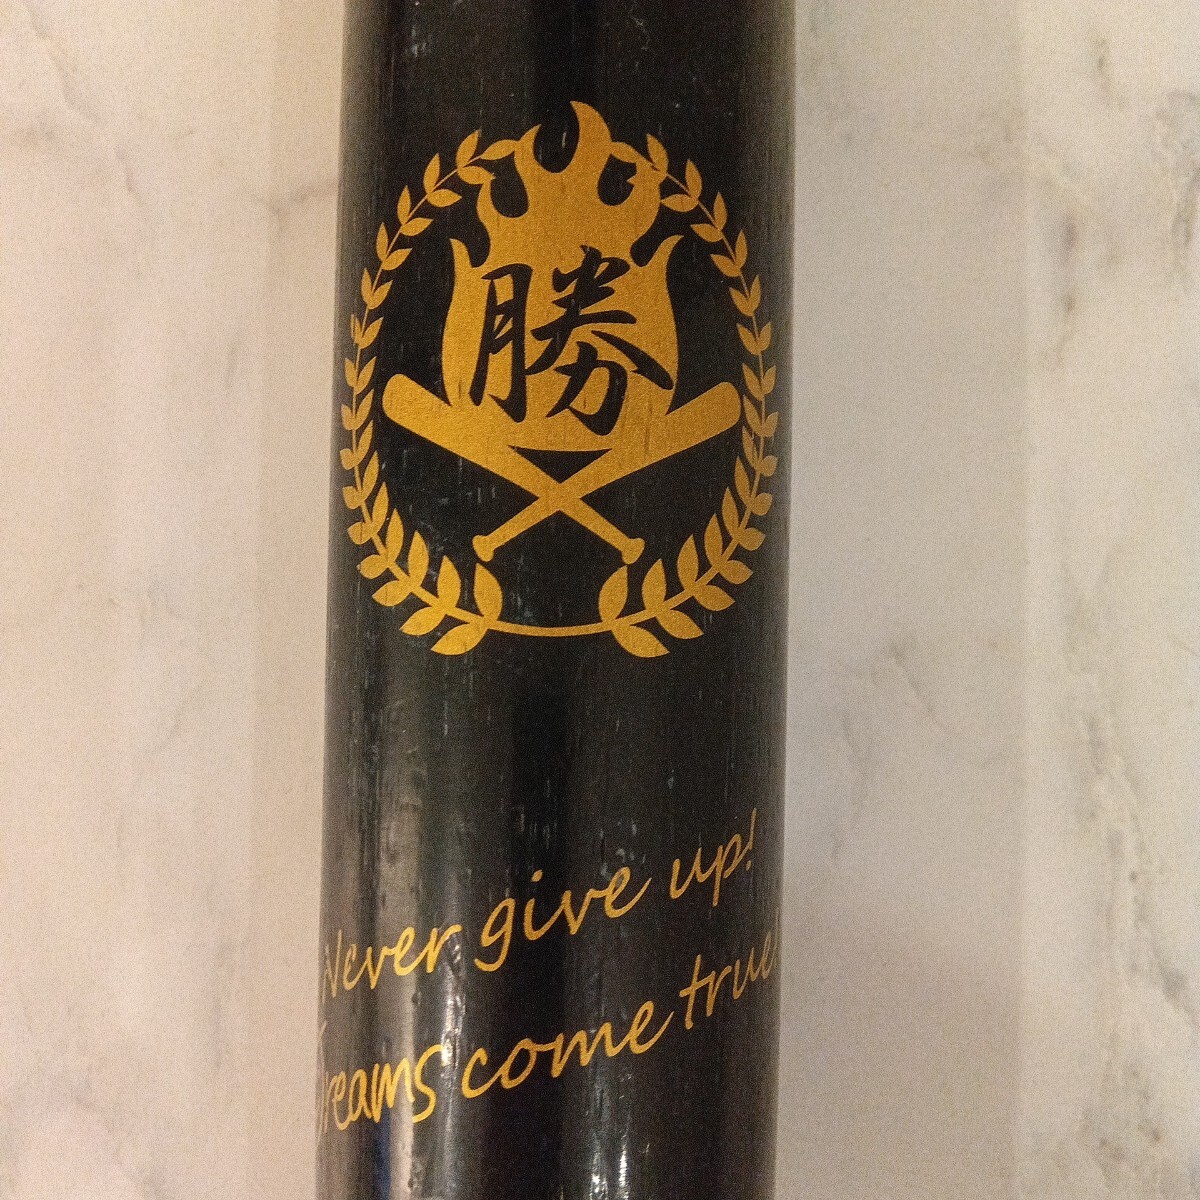 勝
Never give up!
Dreams come true!